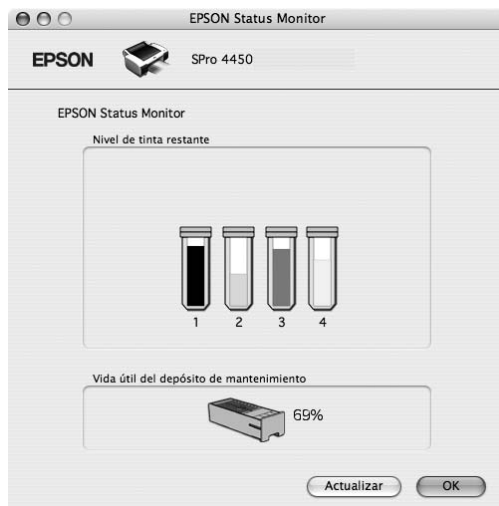 EPSON Status Monitor
EPSON SPro 4450
EPSON Status Monitor
Nivel de tinta restante
1 2 3 4
Vida útil del depósito de mantenimiento
69%
Actualizar OK